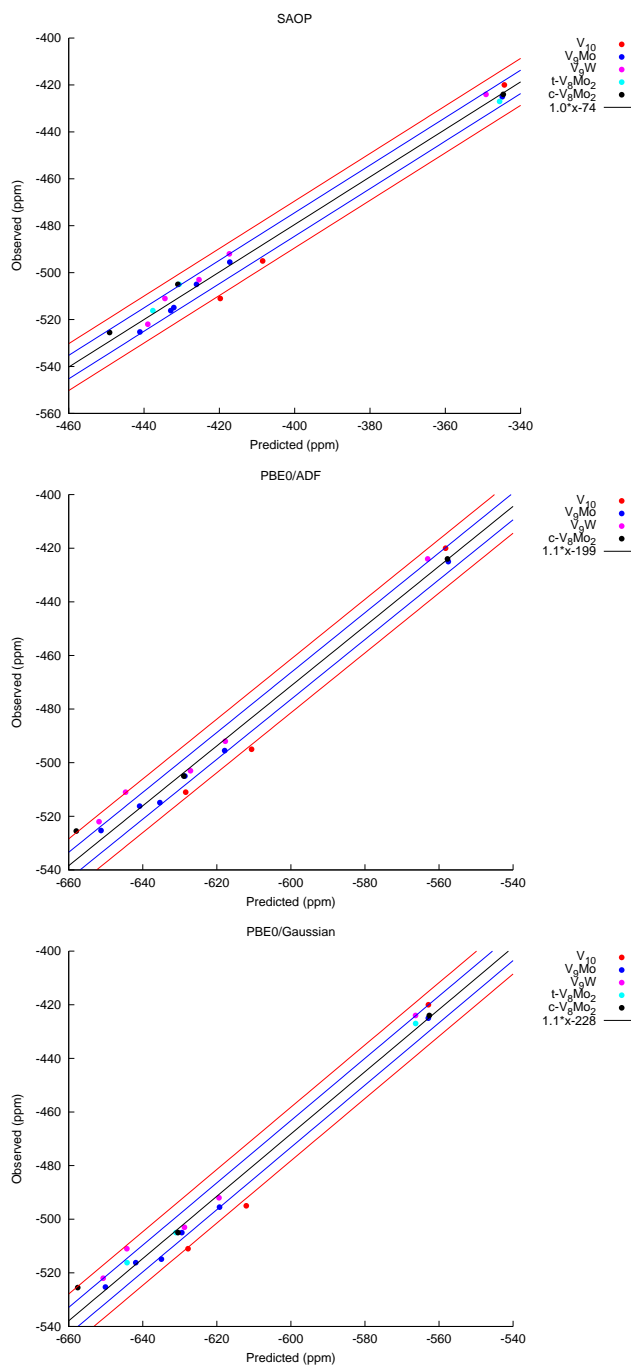 SAOP
-400
-420
-440
-460
-480
-500
-520
-540
-560
-460 -440 -420 -400 -380 -360 -340
Observed (ppm)
Predicted (ppm)
V10
V9Mo
V9W
t-V8Mo2
c-V8Mo2
1.0*x-74
PBE0/ADF
-400
-420
-440
-460
-480
-500
-520
-540
-660 -640 -620 -600 -580 -560 -540
Observed (ppm)
Predicted (ppm)
V10
V9Mo
V9W
c-V8Mo2
1.1*x-199
PBE0/Gaussian
-400
-420
-440
-460
-480
-500
-520
-540
-660 -640 -620 -600 -580 -560 -540
Observed (ppm)
Predicted (ppm)
V10
V9Mo
V9W
t-V8Mo2
c-V8Mo2
1.1*x-228